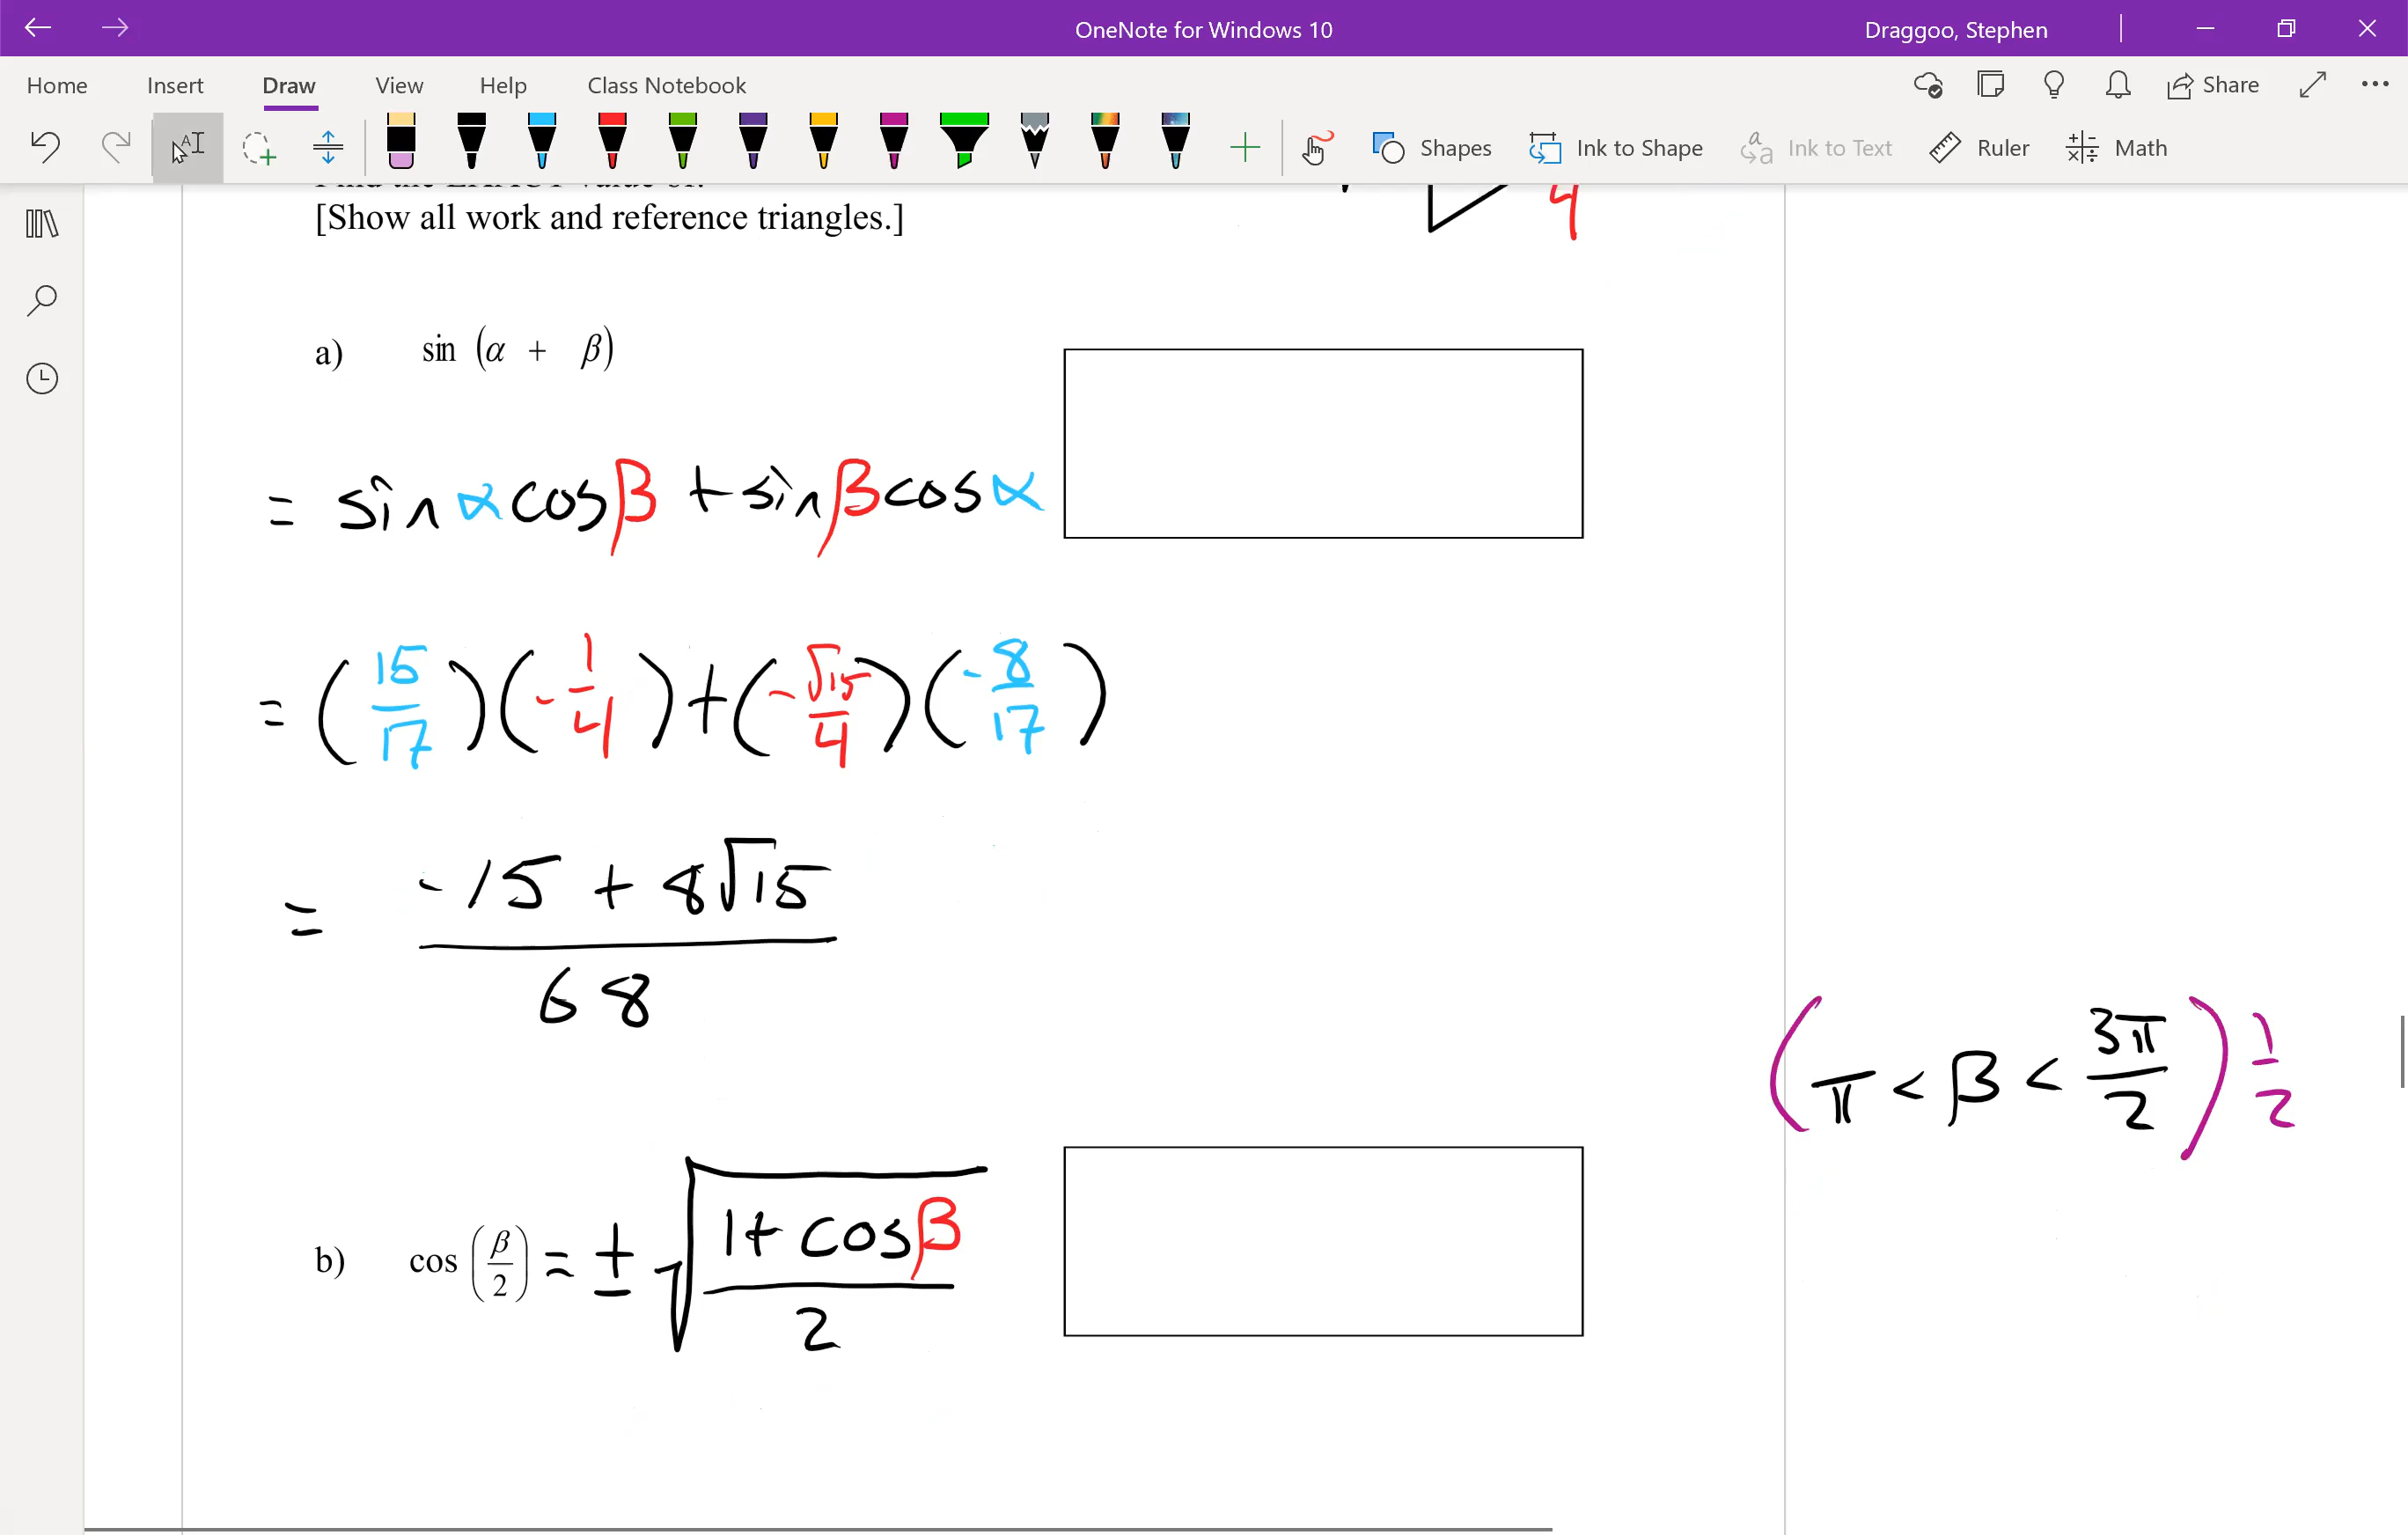 OneNote for Windows 10
Draggoo, Stephen
Home Insert Draw View Help Class Notebook
Share
Shapes Ink to Shape Ink to Text Ruler Math
4
[Show all work and reference triangles.]
a) sin (α + β)
= sin α cos β + sin β cos α
= (15/17)(-1/4) + (-√15/4)(-8/17)
= (-15 + 8√15)/68
(π < β < 3π/2) 1/2
b) cos (β/2) = ± √((1 + cos β)/2)